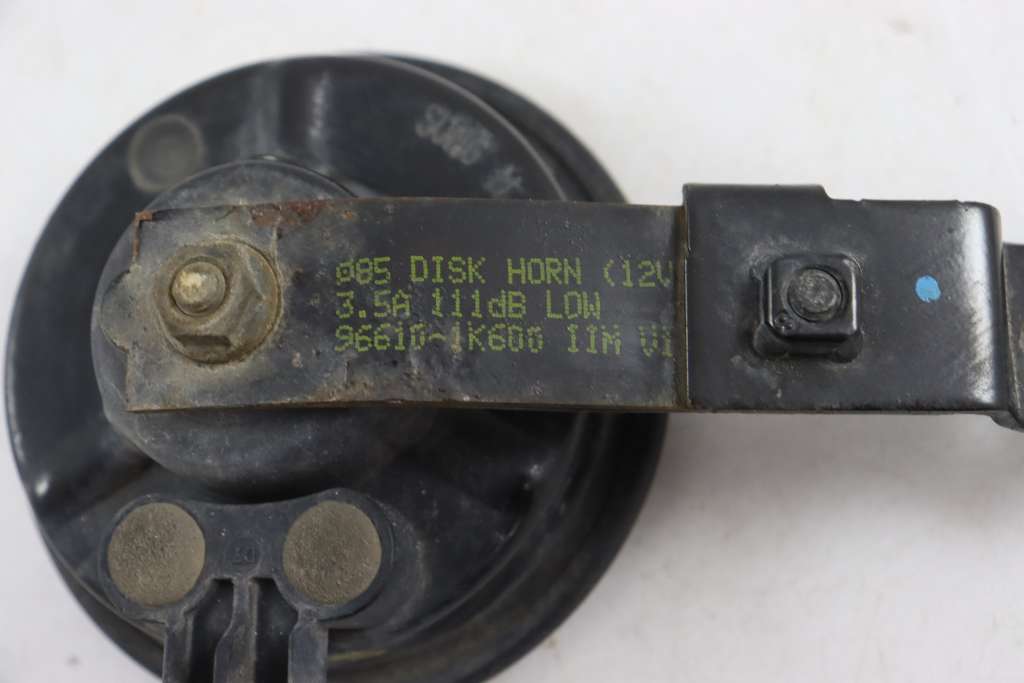 ø85 DISK HORN (12V
3.5A 111dB LOW
96610-1K600 IIM